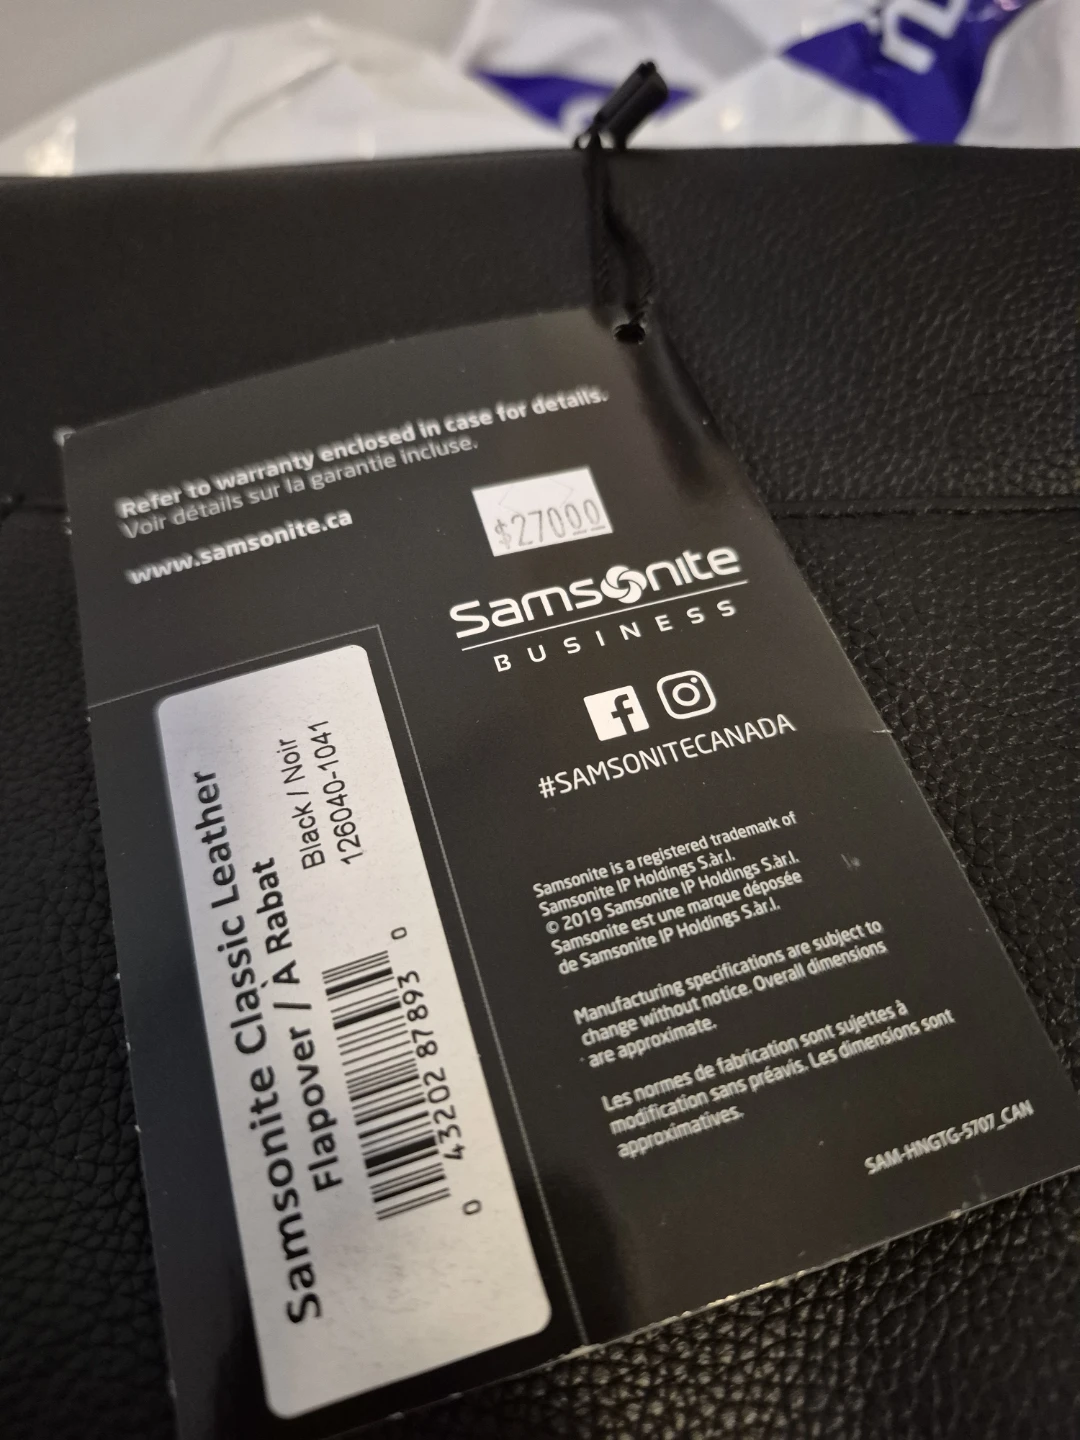 Refer to warranty enclosed in case for details.
Voir détails sur la garantie incluse.
www.samsonite.ca
$270.00
Samsonite
BUSINESS
#SAMSONITECANADA
Samsonite is a registered trademark of
Samsonite IP Holdings S.àr.l.
© 2019 Samsonite IP Holdings S.àr.l.
Samsonite est une marque déposée
de Samsonite IP Holdings S.àr.l.
Manufacturing specifications are subject to
change without notice. Overall dimensions
are approximate.
Les normes de fabrication sont sujettes à
modification sans préavis. Les dimensions sont
approximatives.
SAM-HNGTG-5707_CAN
Samsonite Classic Leather
Flapover / À Rabat
Black / Noir
126040-1041
0 43202 87893 0